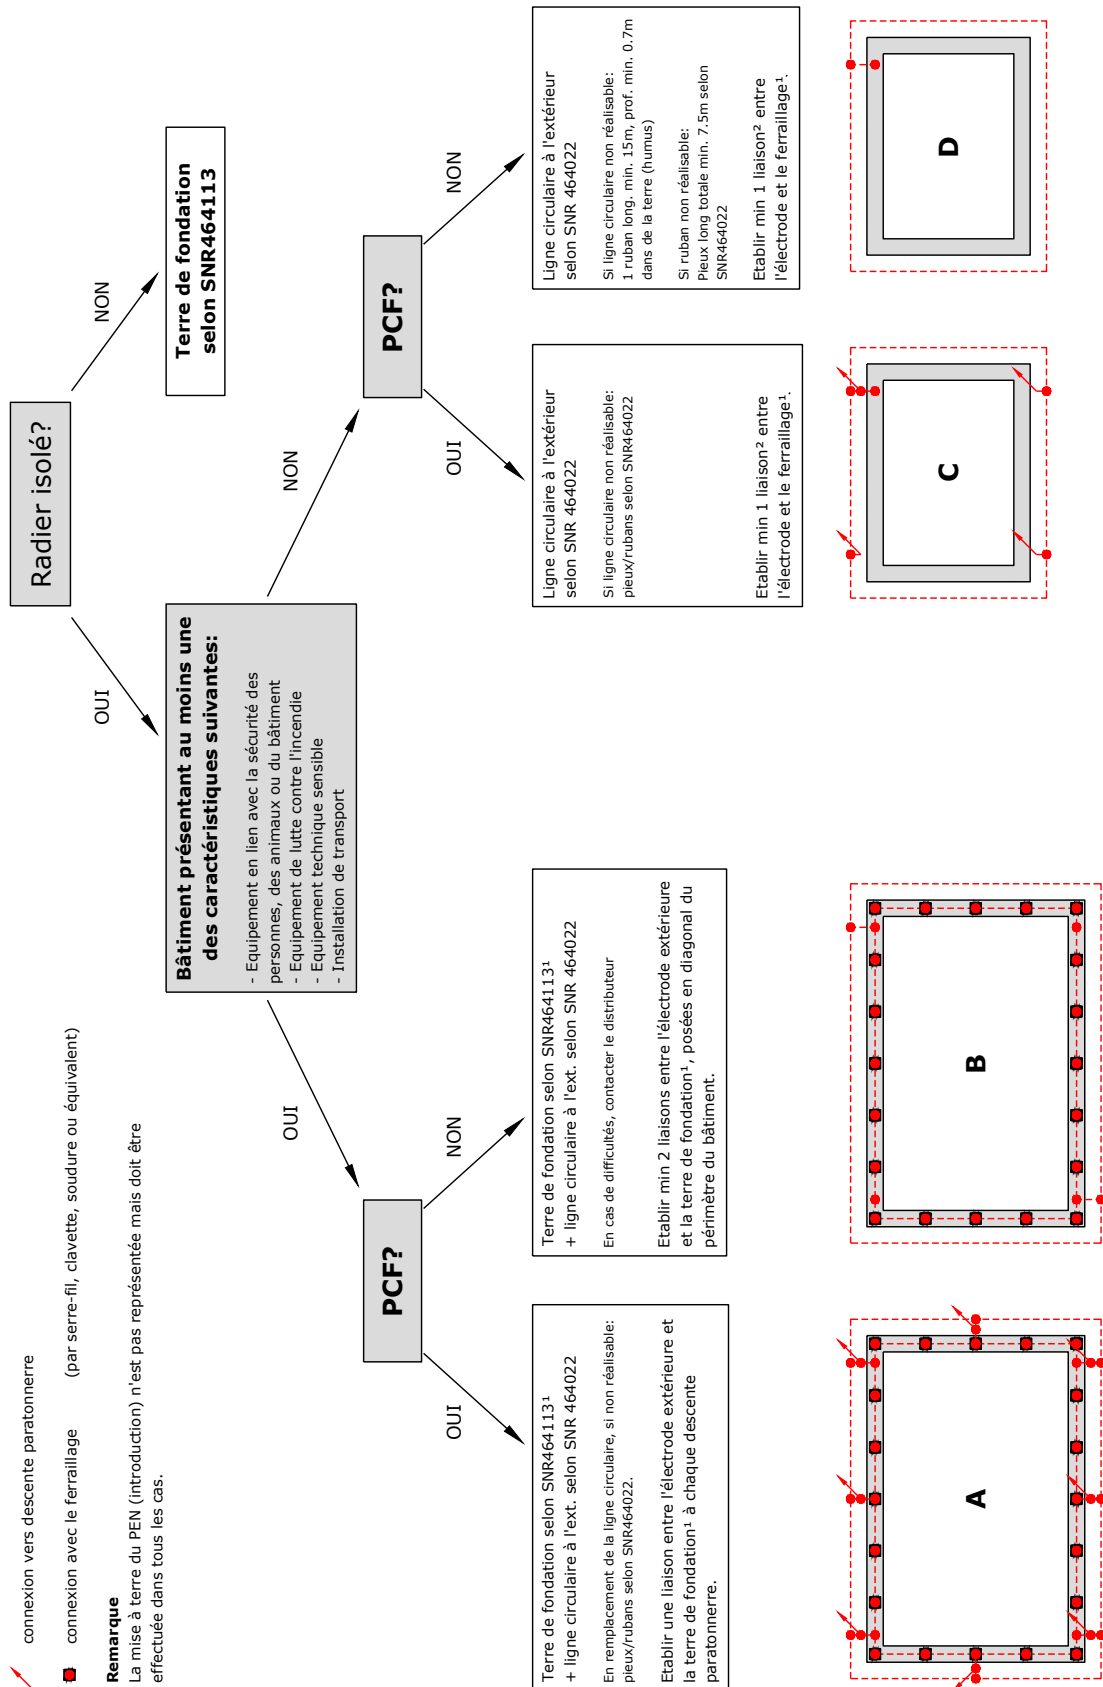 connexion vers descente paratonnerre
connexion avec le ferraillage (par serre-fil, clavette, soudure ou équivalent)
Remarque
La mise à terre du PEN (introduction) n'est pas représentée mais doit être
effectuée dans tous les cas.
Radier isolé?
OUI
NON
Terre de fondation
selon SNR464113
Bâtiment présentant au moins une
des caractéristiques suivantes:
- Equipement en lien avec la sécurité des
personnes, des animaux ou du bâtiment
- Equipement de lutte contre l'incendie
- Equipement technique sensible
- Installation de transport
OUI
NON
PCF?
OUI
NON
PCF?
OUI
NON
Terre de fondation selon SNR464113¹
+ ligne circulaire à l'ext. selon SNR 464022
En remplacement de la ligne circulaire, si non réalisable:
pieux/rubans selon SNR464022.
Etablir une liaison entre l'électrode extérieure et
la terre de fondation¹ à chaque descente
paratonnerre.
Terre de fondation selon SNR464113¹
+ ligne circulaire à l'ext. selon SNR 464022
En cas de difficultés, contacter le distributeur
Etablir min 2 liaisons entre l'électrode extérieure
et la terre de fondation¹, posées en diagonal du
périmètre du bâtiment.
Ligne circulaire à l'extérieur
selon SNR 464022
Si ligne circulaire non réalisable:
pieux/rubans selon SNR464022
Etablir min 1 liaison² entre
l'électrode et le ferraillage¹.
Ligne circulaire à l'extérieur
selon SNR 464022
Si ligne circulaire non réalisable:
1 ruban long. min. 15m, prof. min. 0.7m
dans de la terre (humus)
Si ruban non réalisable:
Pieux long totale min. 7.5m selon
SNR464022
Etablir min 1 liaison² entre
l'électrode et le ferraillage¹.
A
B
C
D